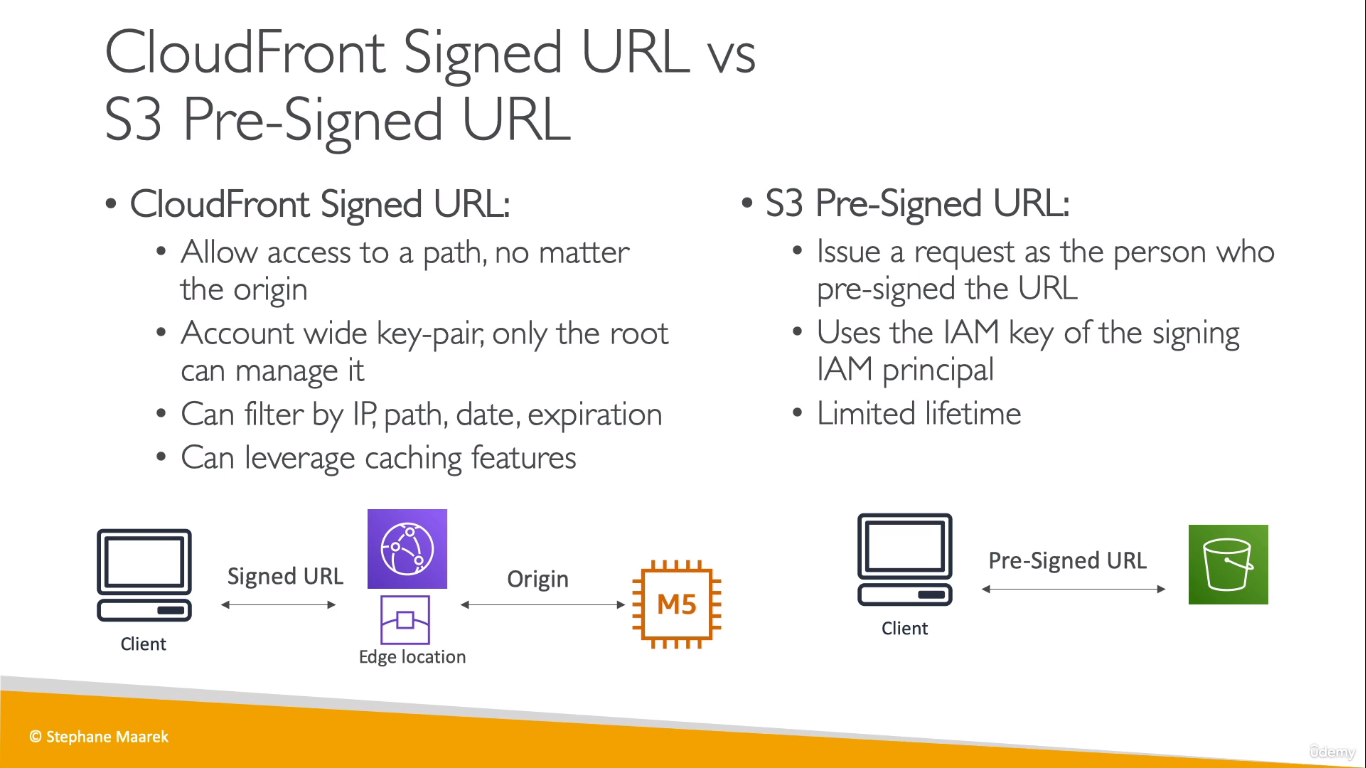 CloudFront Signed URL vs
S3 Pre-Signed URL
• CloudFront Signed URL:
• Allow access to a path, no matter
the origin
• Account wide key-pair, only the root
can manage it
• Can filter by IP, path, date, expiration
• Can leverage caching features
• S3 Pre-Signed URL:
• Issue a request as the person who
pre-signed the URL
• Uses the IAM key of the signing
IAM principal
• Limited lifetime
Client
Signed URL
Edge location
Origin
M5
Client
Pre-Signed URL
© Stephane Maarek
ûdemy